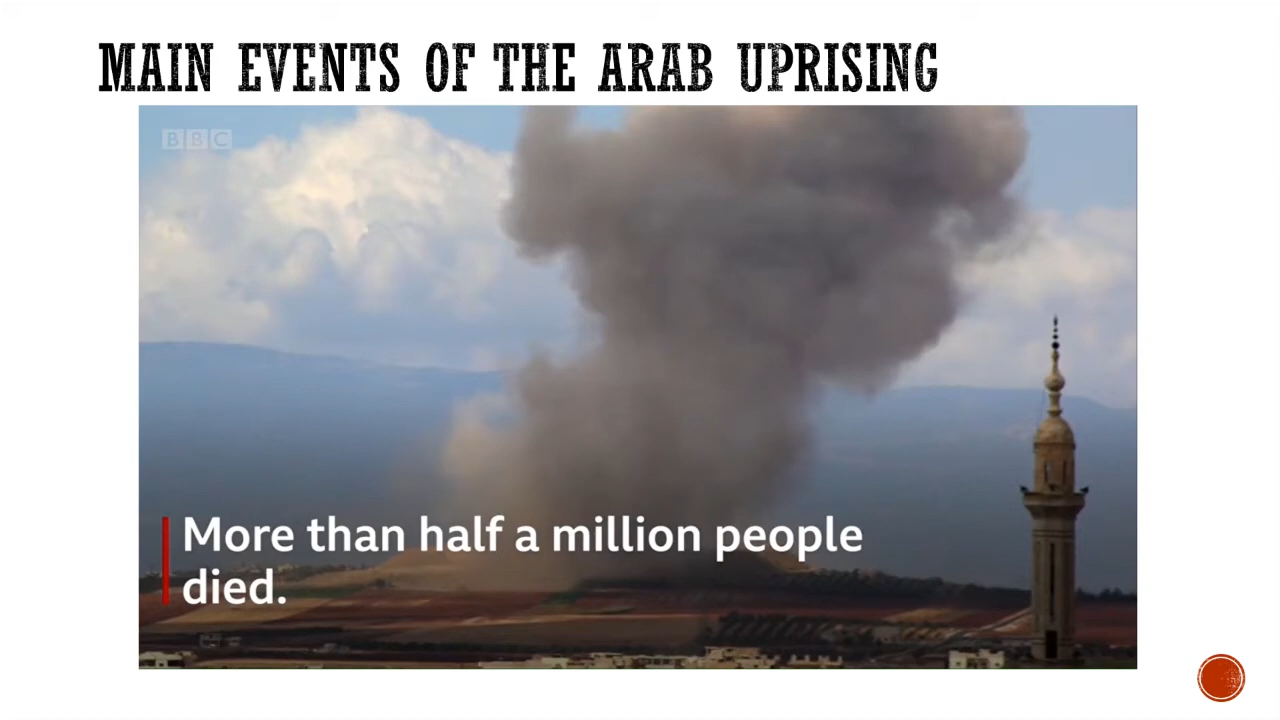 MAIN EVENTS OF THE ARAB UPRISING
BBC
More than half a million people
died.